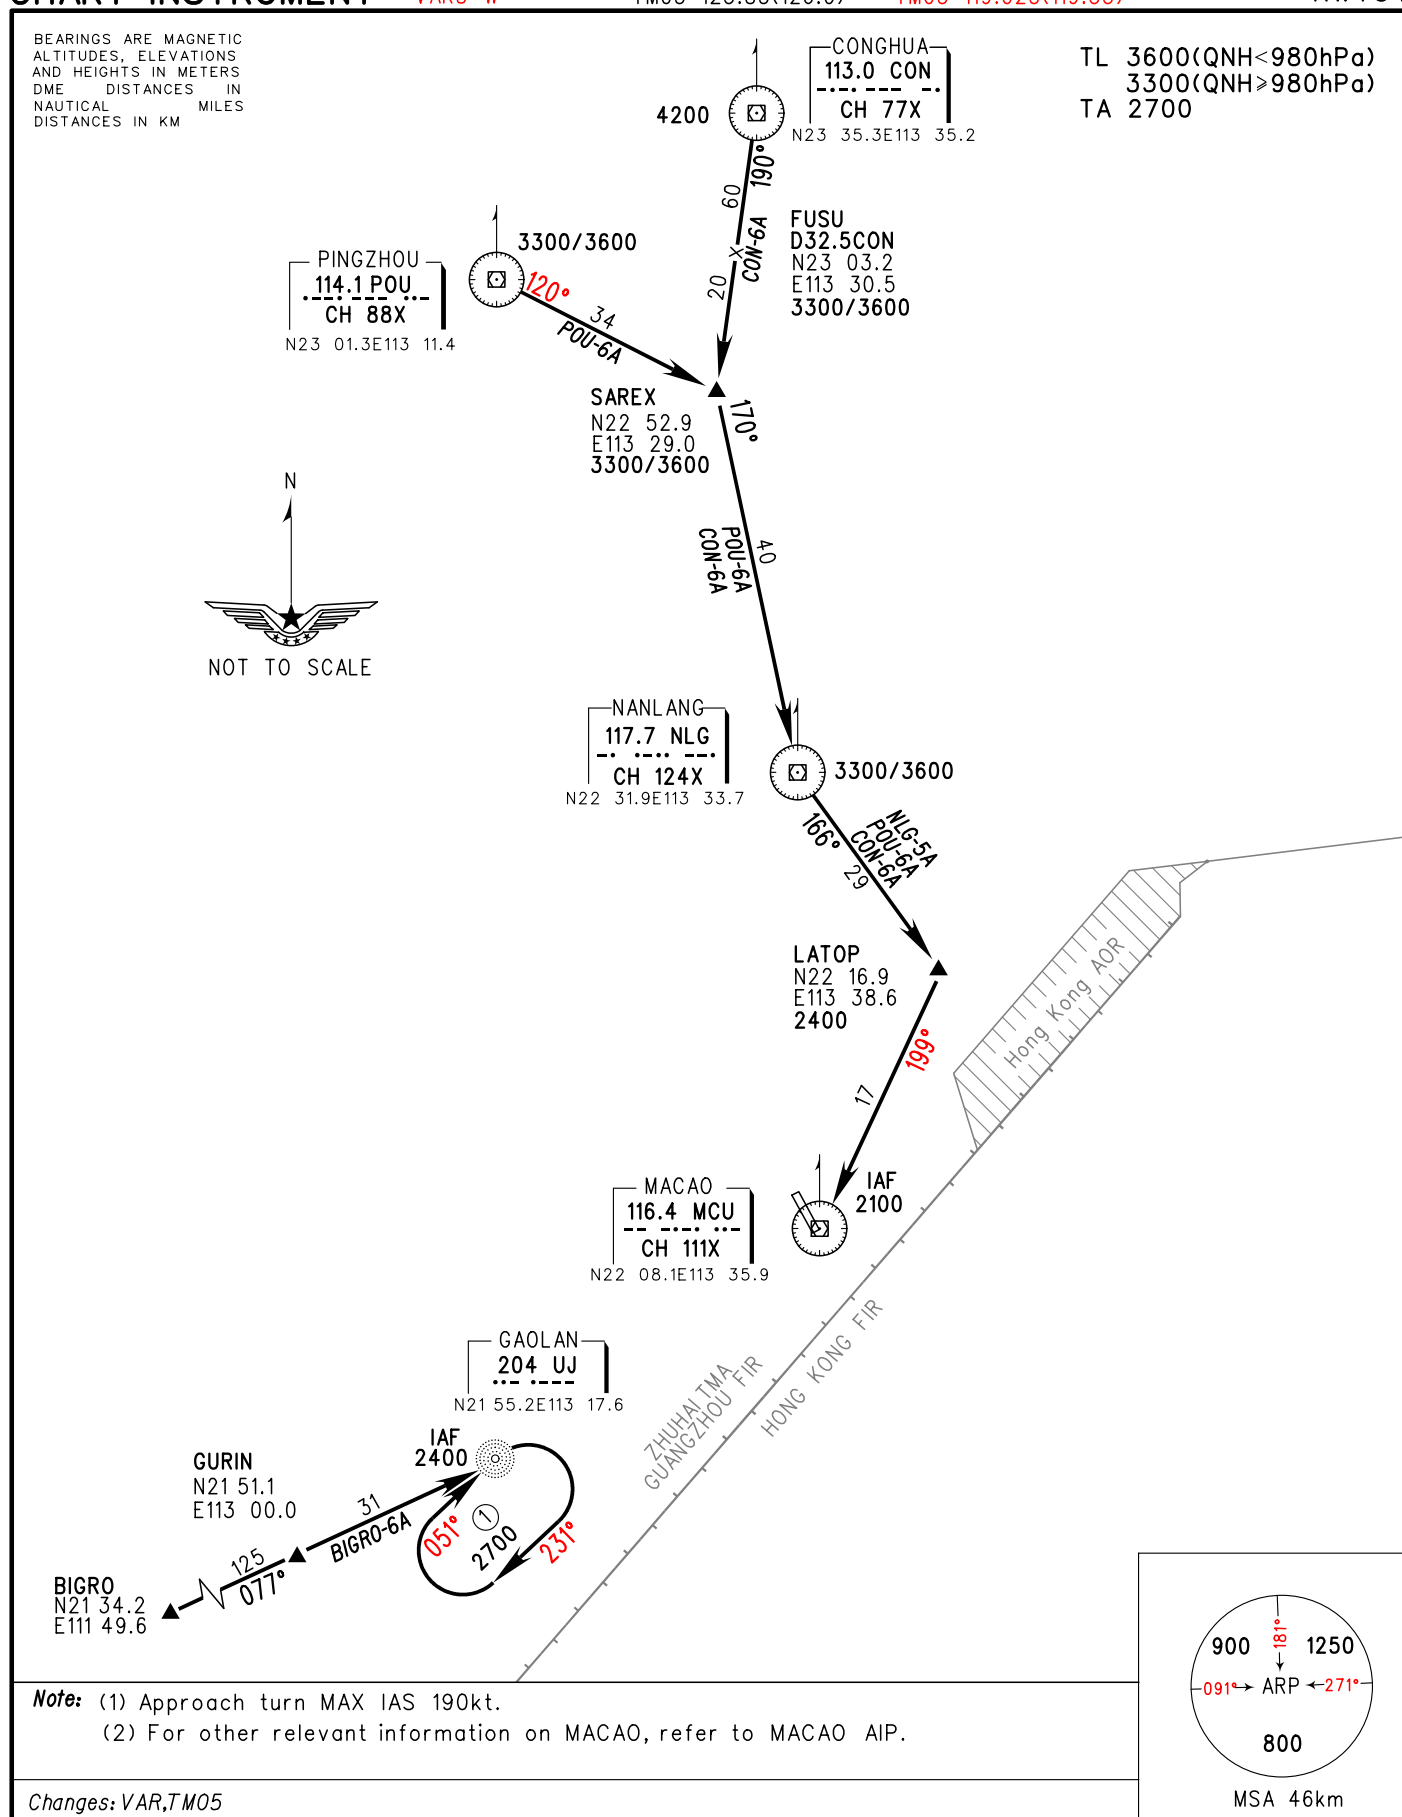 BEARINGS ARE MAGNETIC
ALTITUDES, ELEVATIONS
AND HEIGHTS IN METERS
DME DISTANCES IN
NAUTICAL MILES
DISTANCES IN KM
TL 3600(QNH<980hPa)
3300(QNH≥980hPa)
TA 2700
CONGHUA
113.0 CON
CH 77X
N23 35.3E113 35.2
4200
190°
60
CON-6A
20
FUSU
D32.5CON
N23 03.2
E113 30.5
3300/3600
PINGZHOU
114.1 POU
CH 88X
N23 01.3E113 11.4
3300/3600
120°
34
POU-6A
SAREX
N22 52.9
E113 29.0
3300/3600
170°
40
POU-6A
CON-6A
N
NOT TO SCALE
NANLANG
117.7 NLG
CH 124X
N22 31.9E113 33.7
3300/3600
166°
NLG-5A
POU-6A
CON-6A
29
LATOP
N22 16.9
E113 38.6
2400
199°
17
Hong Kong AOR
MACAO
116.4 MCU
CH 111X
N22 08.1E113 35.9
IAF
2100
ZHUHAI TMA
GUANGZHOU FIR
HONG KONG FIR
GAOLAN
204 UJ
N21 55.2E113 17.6
IAF
2400
GURIN
N21 51.1
E113 00.0
31
BIGRO-6A
051°
1
2700
231°
125
077°
BIGRO
N21 34.2
E111 49.6
900
181°
1250
091°
ARP
271°
800
MSA 46km
Note: (1) Approach turn MAX IAS 190kt.
(2) For other relevant information on MACAO, refer to MACAO AIP.
Changes: VAR,TM05